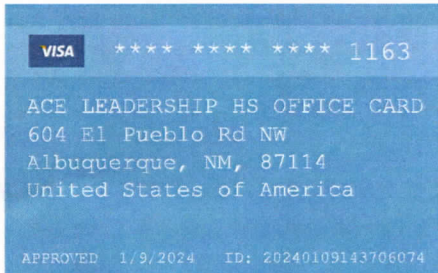 VISA **** **** **** 1163
ACE LEADERSHIP HS OFFICE CARD
604 El Pueblo Rd NW
Albuquerque, NM, 87114
United States of America
APPROVED 1/9/2024 ID: 20240109143706074